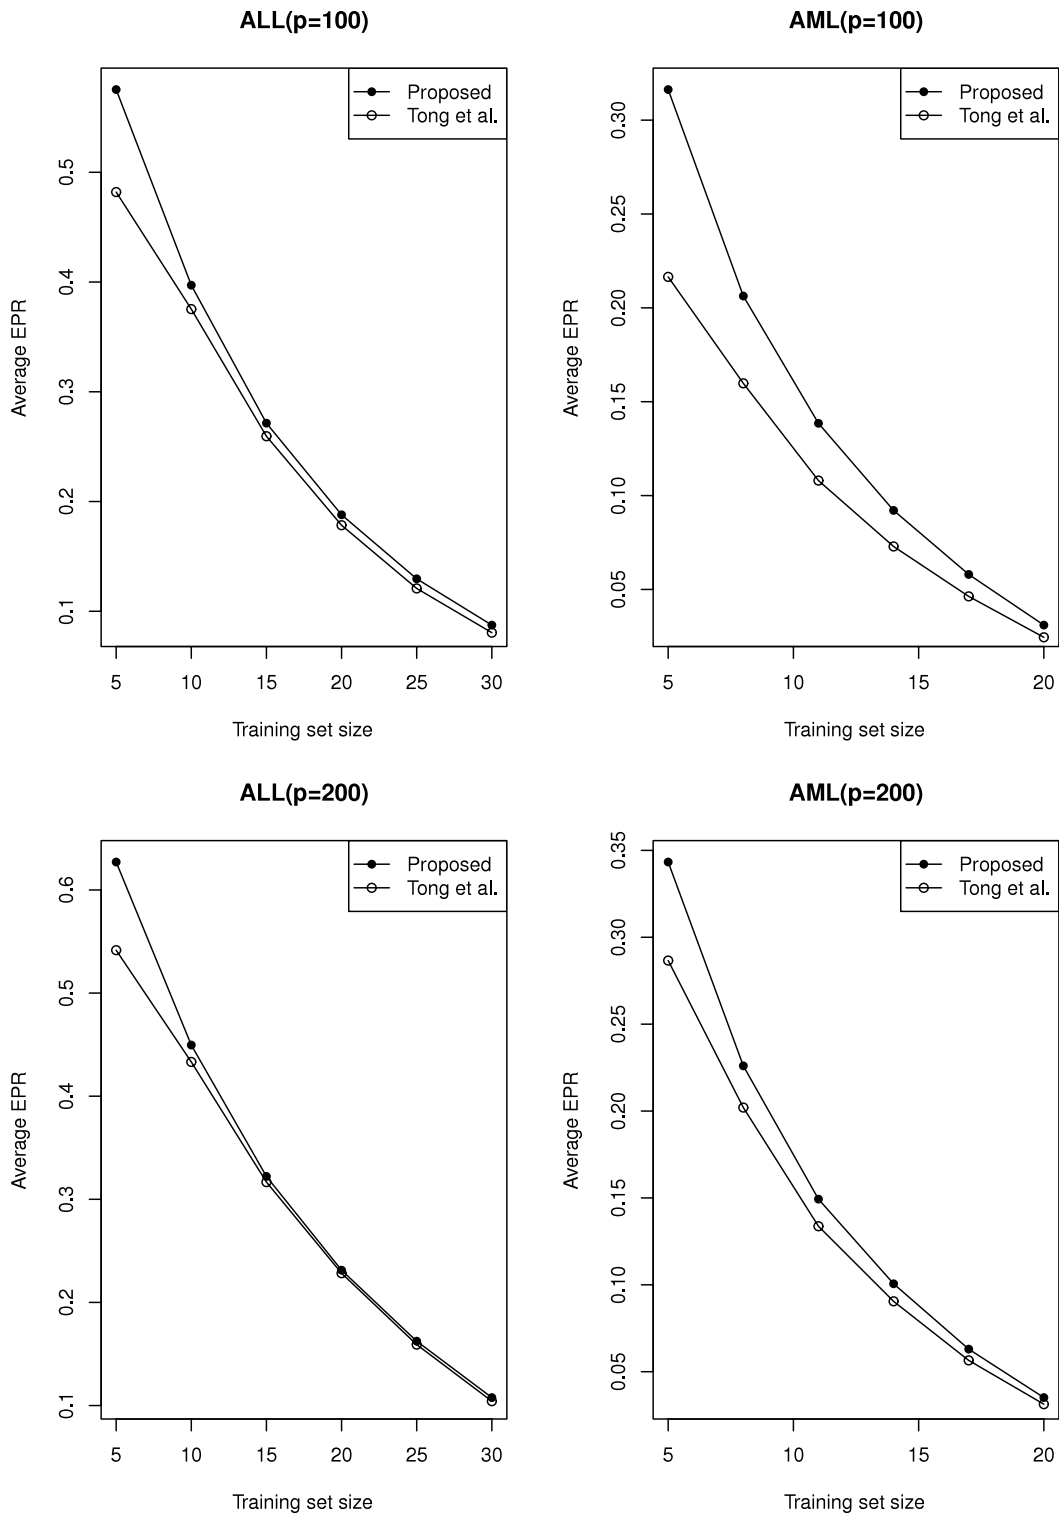 ALL(p=100)
Proposed
Tong et al.
Average EPR
0.5
0.4
0.3
0.2
0.1
5 10 15 20 25 30
Training set size
AML(p=100)
Proposed
Tong et al.
Average EPR
0.30
0.25
0.20
0.15
0.10
0.05
5 10 15 20
Training set size
ALL(p=200)
Proposed
Tong et al.
Average EPR
0.6
0.5
0.4
0.3
0.2
0.1
5 10 15 20 25 30
Training set size
AML(p=200)
Proposed
Tong et al.
Average EPR
0.35
0.30
0.25
0.20
0.15
0.10
0.05
5 10 15 20
Training set size